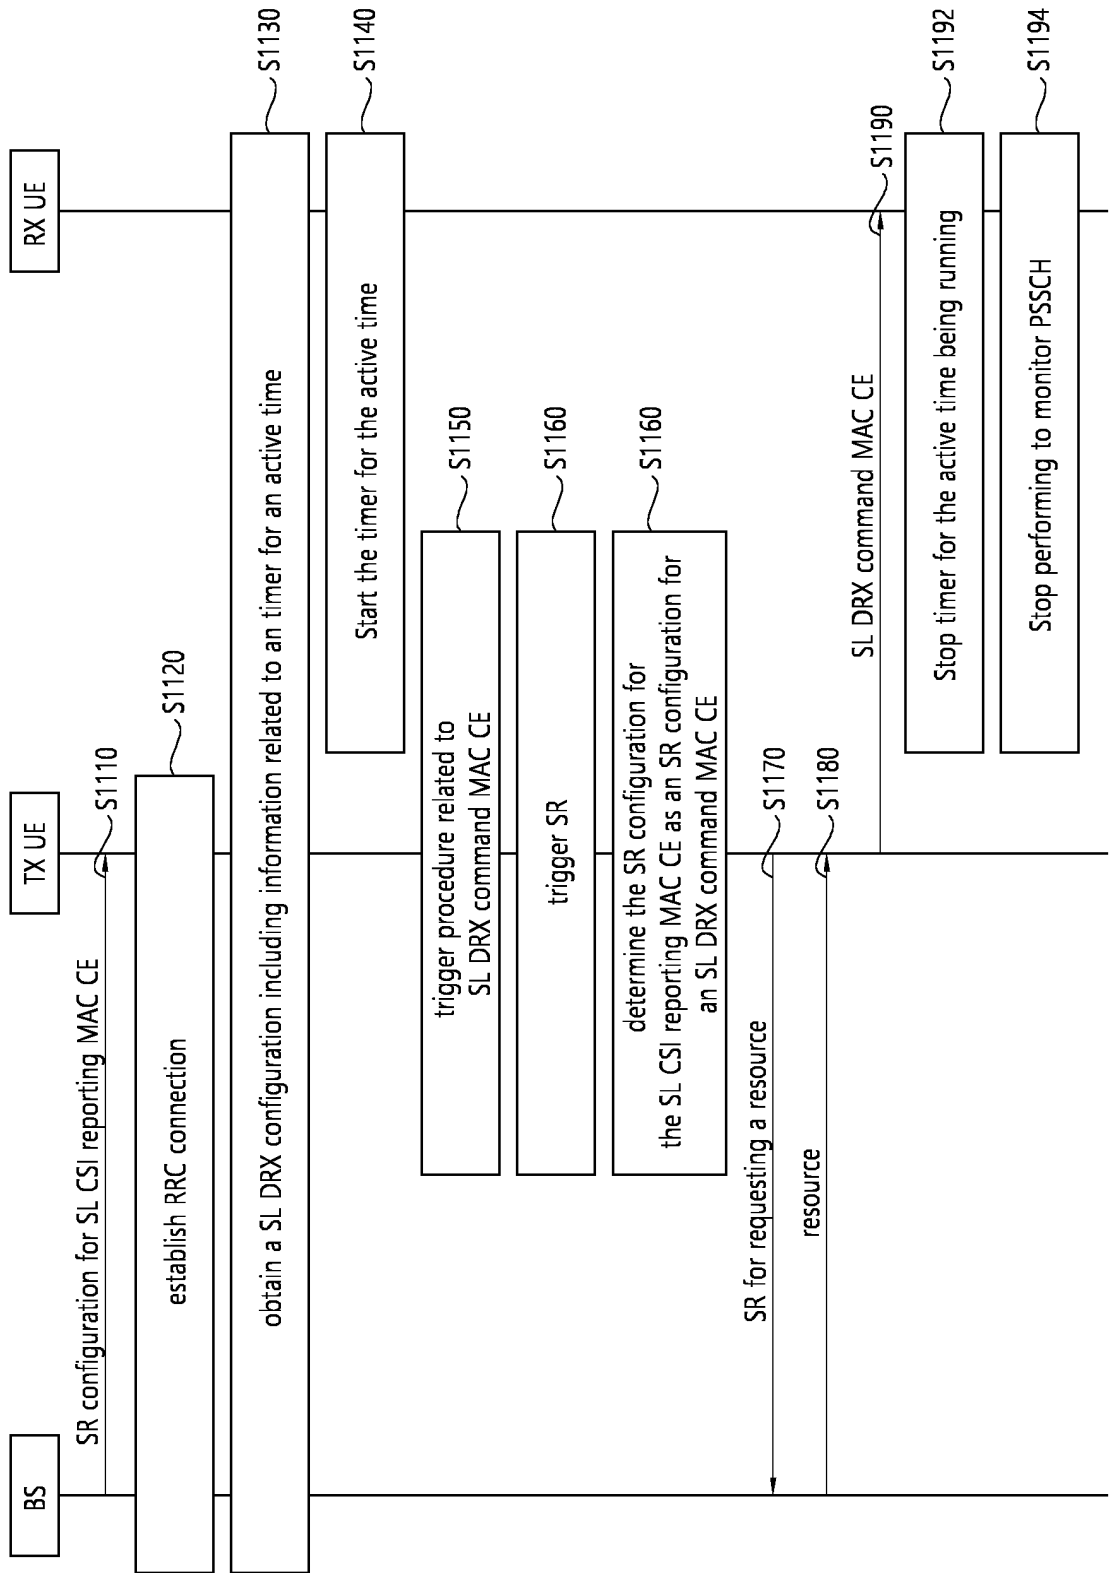 BS
TX UE
RX UE
SR configuration for SL CSI reporting MAC CE
S1110
establish RRC connection
S1120
obtain a SL DRX configuration including information related to an timer for an active time
S1130
Start the timer for the active time
S1140
trigger procedure related to
SL DRX command MAC CE
S1150
trigger SR
S1160
determine the SR configuration for
the SL CSI reporting MAC CE as an SR configuration for
an SL DRX command MAC CE
S1160
SR for requesting a resource
S1170
resource
S1180
SL DRX command MAC CE
S1190
Stop timer for the active time being running
S1192
Stop performing to monitor PSSCH
S1194